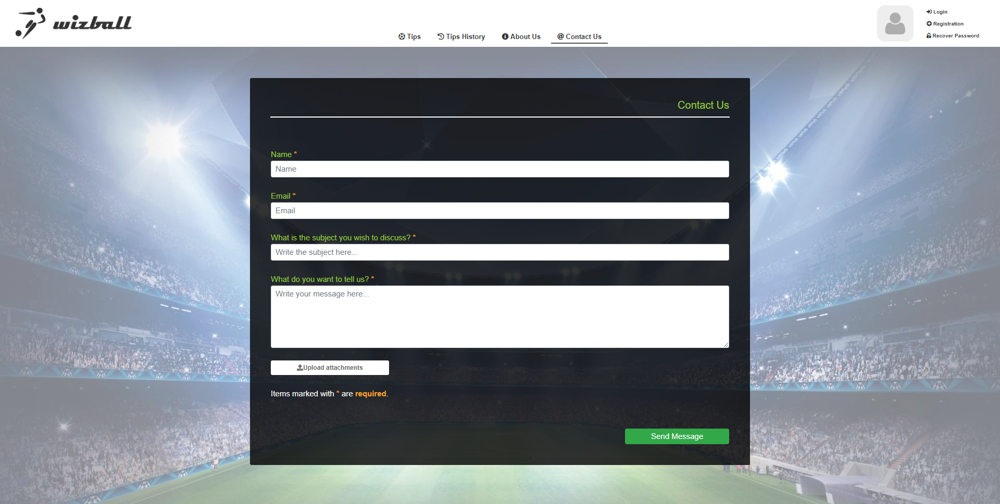 wizball
Tips
Tips History
About Us
Contact Us
Login
Registration
Recover Password
Contact Us
Name *
Name
Email *
Email
What is the subject you wish to discuss? *
Write the subject here...
What do you want to tell us? *
Write your message here...
Upload attachments
Items marked with * are required.
Send Message